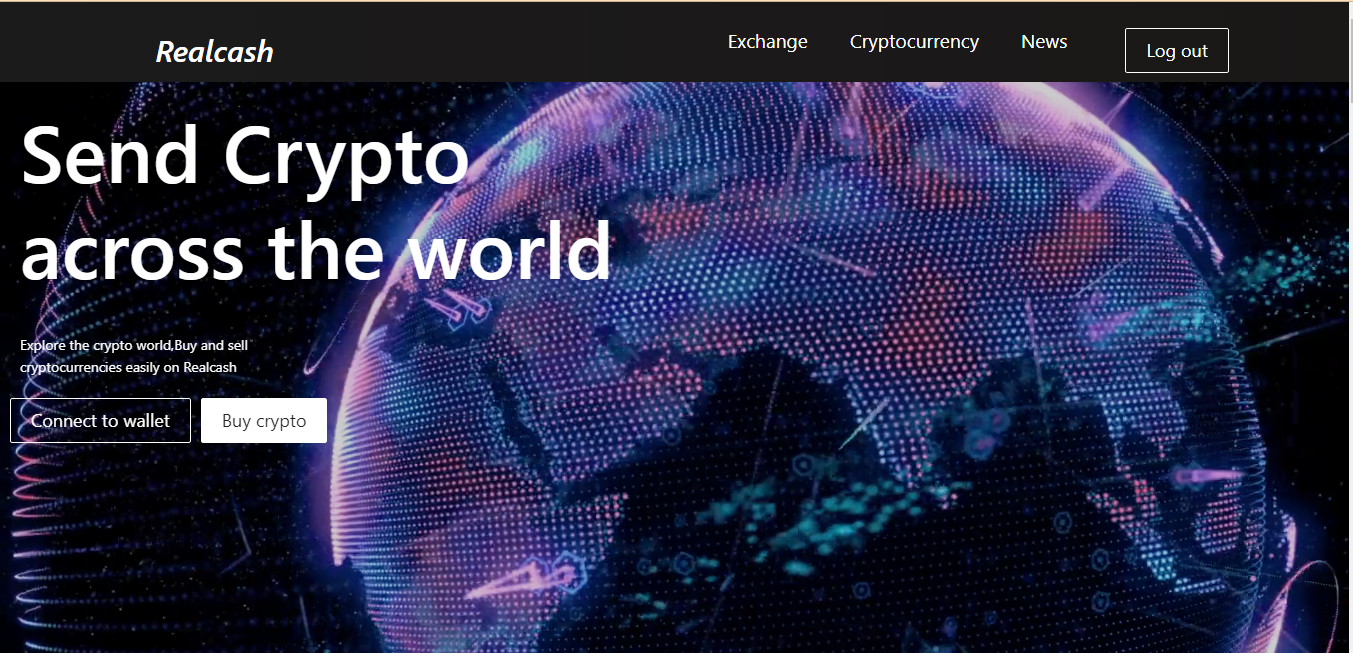 Realcash
Exchange
Cryptocurrency
News
Log out
Send Crypto
across the world
Explore the crypto world,Buy and sell
cryptocurrencies easily on Realcash
Connect to wallet
Buy crypto